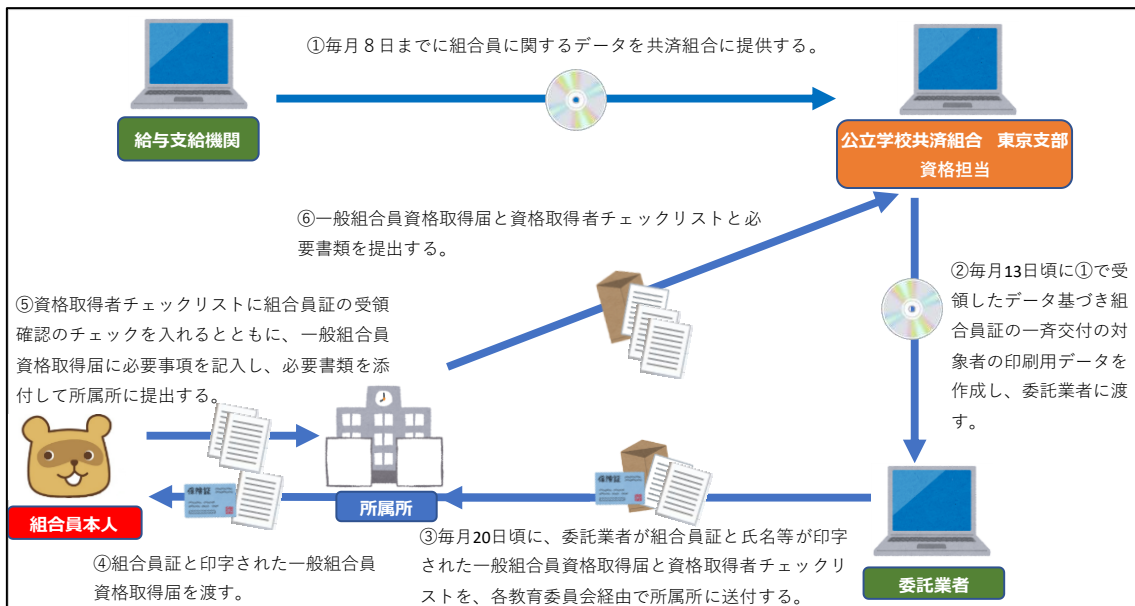 ①毎月８日までに組合員に関するデータを共済組合に提供する。
給与支給機関
公立学校共済組合　東京支部
資格担当
⑥一般組合員資格取得届と資格取得者チェックリストと必
要書類を提出する。
②毎月13日頃に①で受
領したデータ基づき組
合員証の一斉交付の対
象者の印刷用データを
作成し、委託業者に渡
す。
⑤資格取得者チェックリストに組合員証の受領
確認のチェックを入れるとともに、一般組合員
資格取得届に必要事項を記入し、必要書類を添
付して所属所に提出する。
組合員本人
所属所
保険証
保険証
④組合員証と印字された一般組合員
資格取得届を渡す。
③毎月20日頃に、委託業者が組合員証と氏名等が印字
された一般組合員資格取得届と資格取得者チェックリ
ストを、各教育委員会経由で所属所に送付する。
委託業者